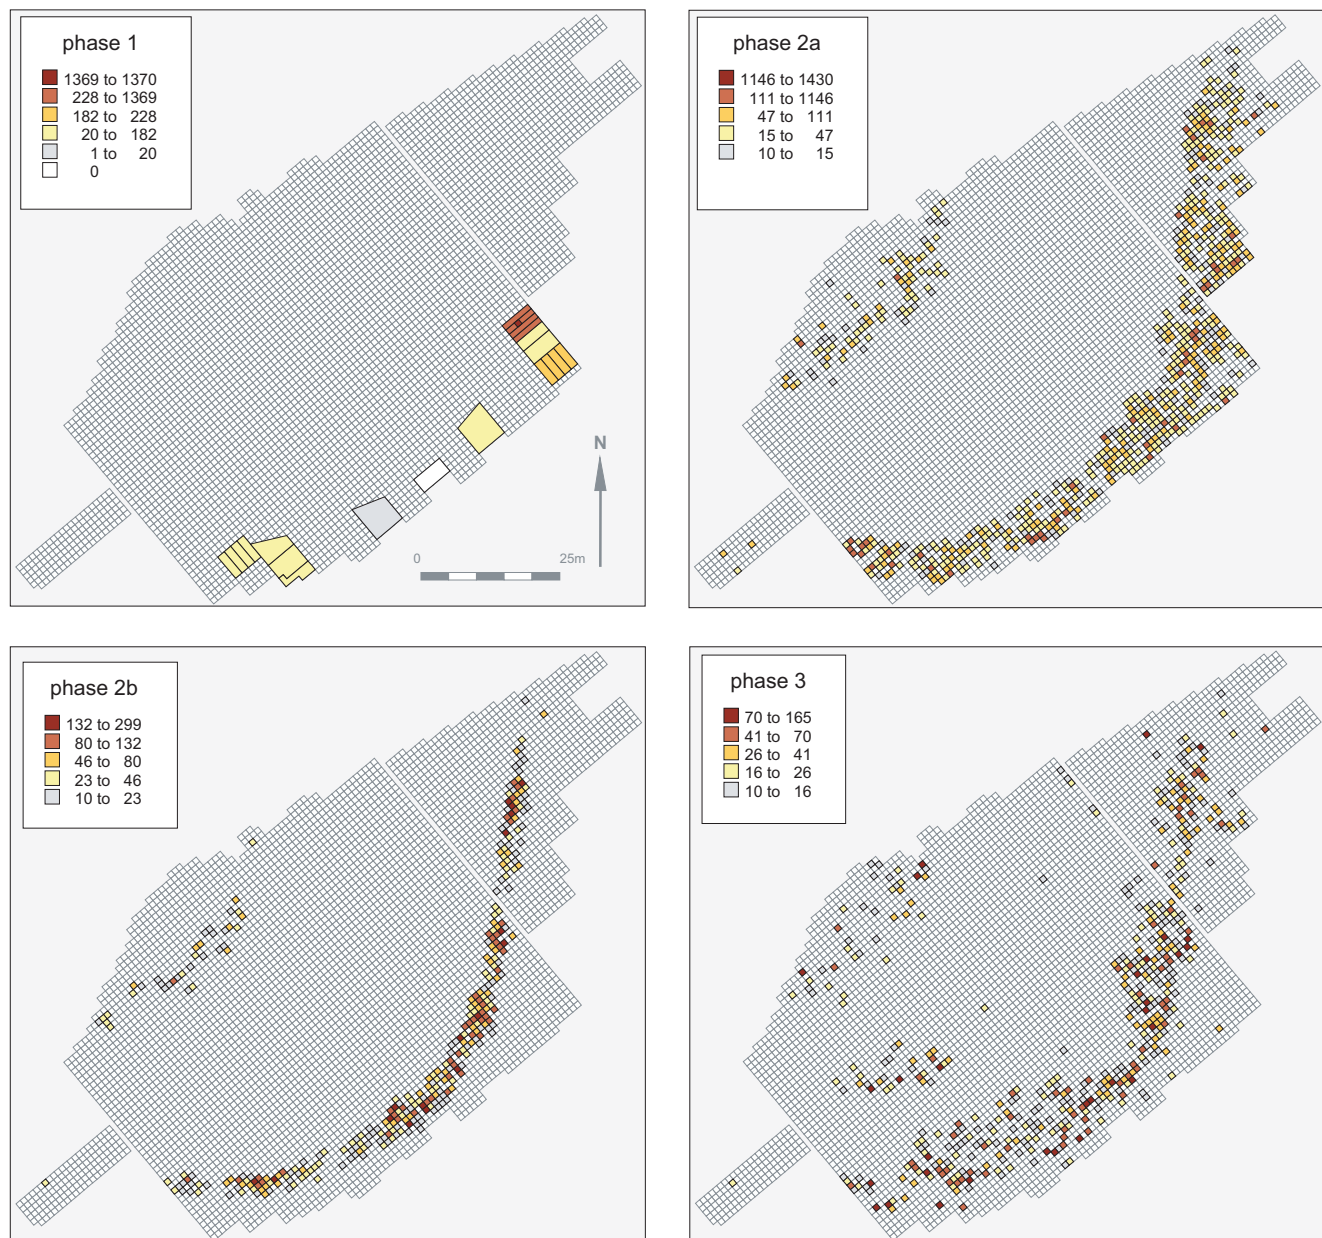 phase 1
1369 to 1370
228 to 1369
182 to 228
20 to 182
1 to 20
0
N
0 25m
phase 2a
1146 to 1430
111 to 1146
47 to 111
15 to 47
10 to 15
phase 2b
132 to 299
80 to 132
46 to 80
23 to 46
10 to 23
phase 3
70 to 165
41 to 70
26 to 41
16 to 26
10 to 16